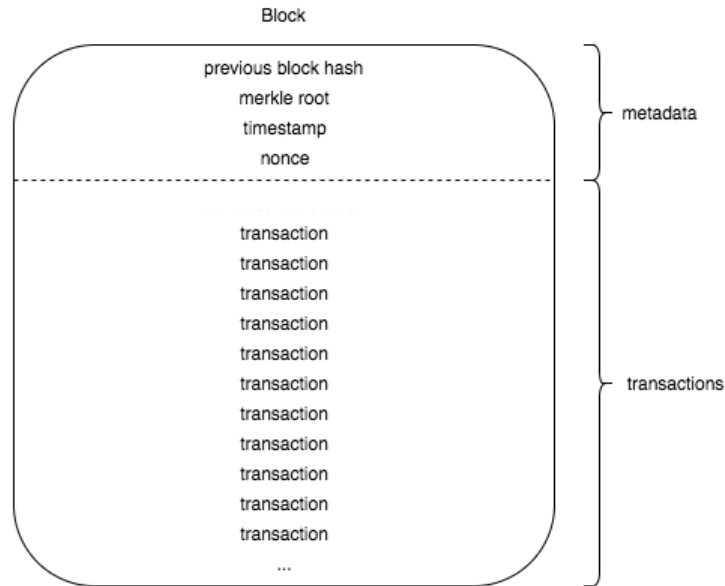 Block
previous block hash
merkle root
timestamp
nonce
metadata
transaction
transaction
transaction
transaction
transaction
transaction
transaction
transaction
transaction
transaction
transaction
...
transactions